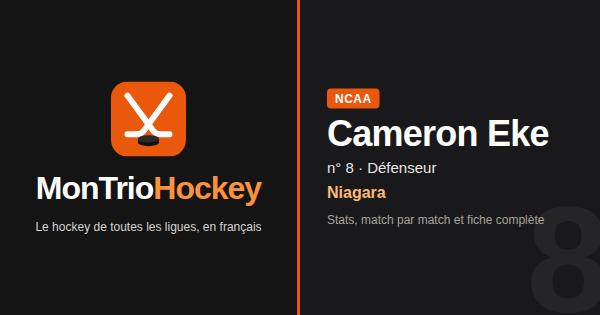 MonTrioHockey
Le hockey de toutes les ligues, en français
NCAA
Cameron Eke
n° 8 · Défenseur
Niagara
Stats, match par match et fiche complète
8